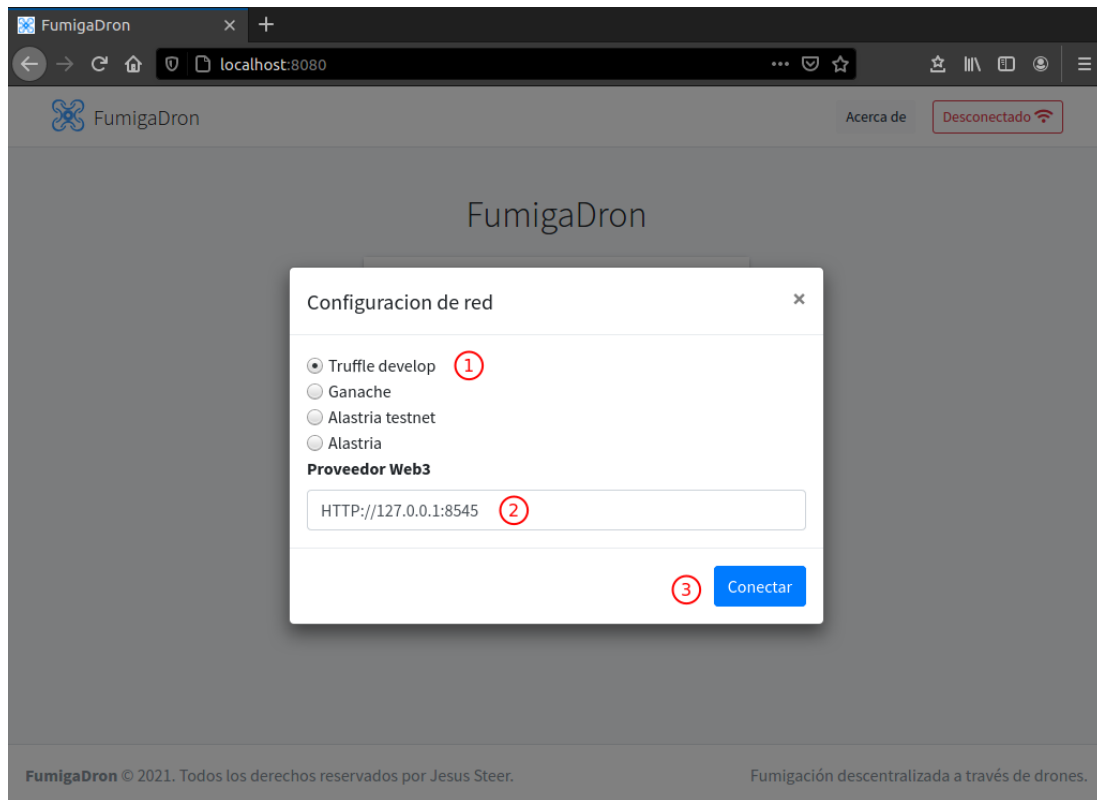 FumigaDron
localhost:8080
FumigaDron
Acerca de
Desconectado
FumigaDron
Configuracion de red
Truffle develop
1
Ganache
Alastria testnet
Alastria
Proveedor Web3
HTTP://127.0.0.1:8545
2
3
Conectar
FumigaDron © 2021. Todos los derechos reservados por Jesus Steer.
Fumigación descentralizada a través de drones.